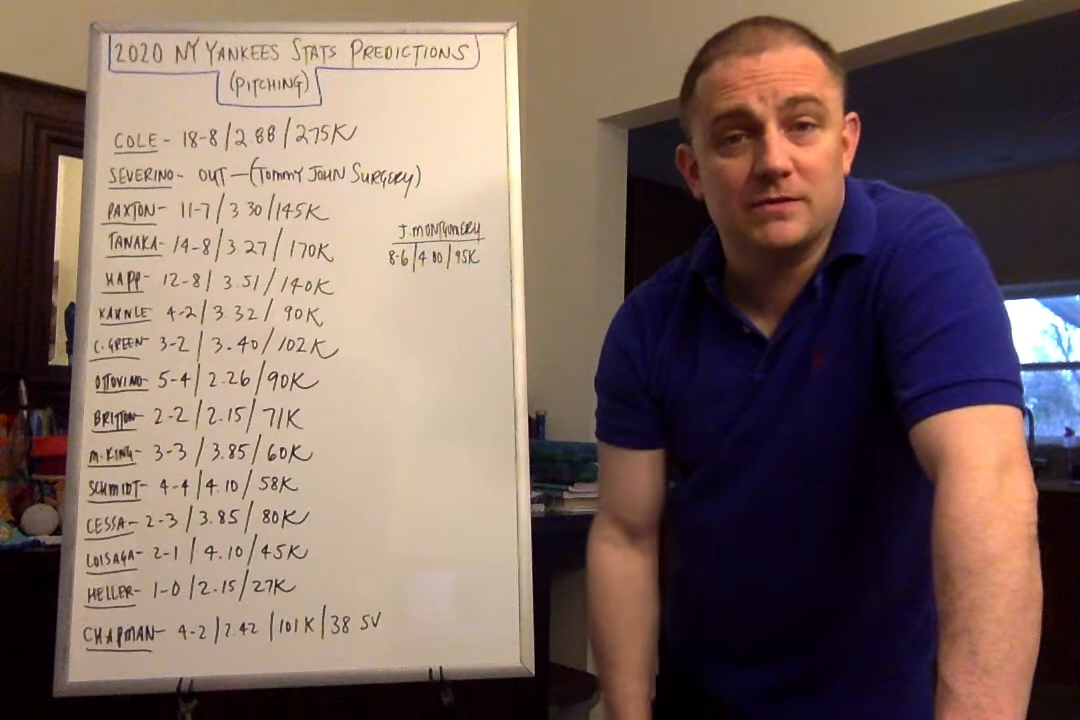 2020 NY YANKEES STATS PREDICTIONS
(PITCHING)
COLE - 18-8/2.88/275K
SEVERINO - OUT - (TOMMY JOHN SURGERY)
PAXTON - 11-7/3.30/145K
TANAKA - 14-8/3.27/170K
HAPP - 12-8/3.51/140K
KAHNLE 4-2/3.32/90K
C. GREEN - 3-2/3.40/102K
OTTOVINO - 5-4/2.26/90K
BRITTON - 2-2/2.15/71K
M. KING - 3-3/3.85/60K
SCHMIDT - 4-4/4.10/58K
CESSA - 2-3/3.85/80K
LOISAGA - 2-1/4.10/45K
HELLER - 1-0/2.15/27K
CHAPMAN - 4-2/2.42/101K/38 SV
J. MONTGOMERY
8-6/4.00/95K